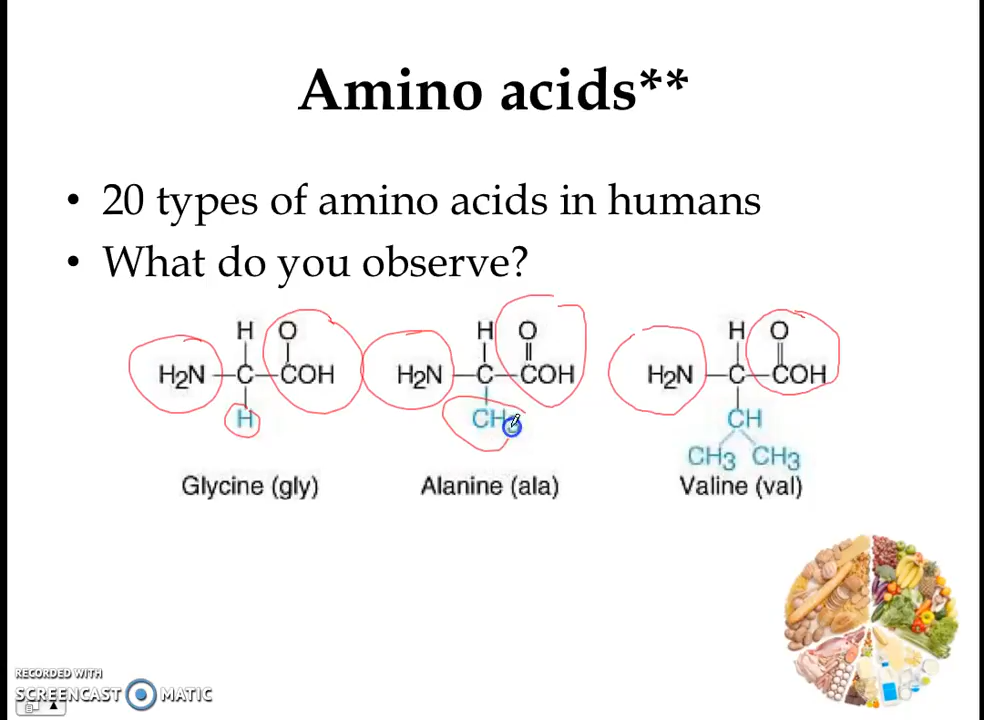 Amino acids**
• 20 types of amino acids in humans
• What do you observe?
H O H O H O
H2N C COH H2N C COH H2N C COH
H CH3 CH
CH3 CH3
Glycine (gly) Alanine (ala) Valine (val)
RECORDED WITH
SCREENCAST MATIC